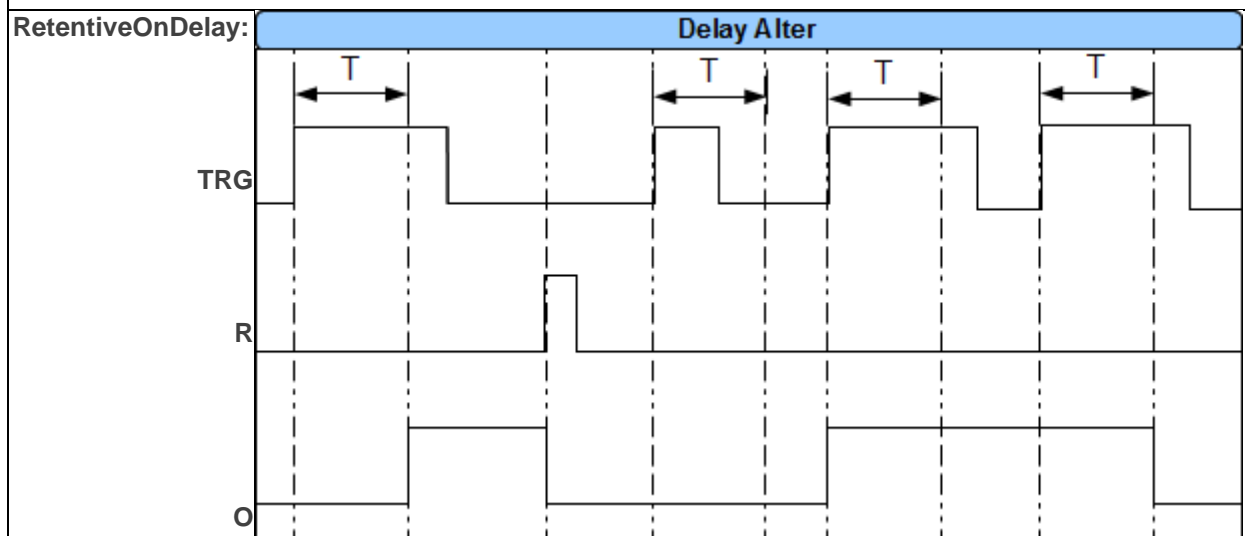 RetentiveOnDelay:
Delay Alter
T T T T
TRG
R
O